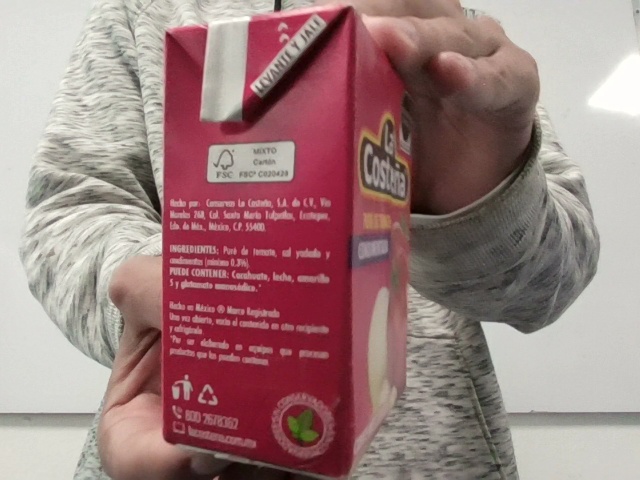 LEVANTE Y JALE
MIXTO
Cartón
FSC FSC® C020428
La
Costeña
Hecho por: Conservas La Costeña, S.A. de C.V., Vía
Morelos 268, Col. Santa María Tulpetlac, Ecatepec,
Edo. de Méx., México, C.P. 55400.
INGREDIENTES: Puré de tomate, sal yodada y
condimentos (mínimo 0.3%).
PUEDE CONTENER: Cacahuate, leche, amarillo
5 y glutamato monosódico.*
Hecho en México ® Marca Registrada
Una vez abierto, vacíe el contenido en otro recipiente
y refrigérelo
*Por ser elaborado en equipos que procesan
productos que los pueden contener.
800 2678362
lacostena.com.mx